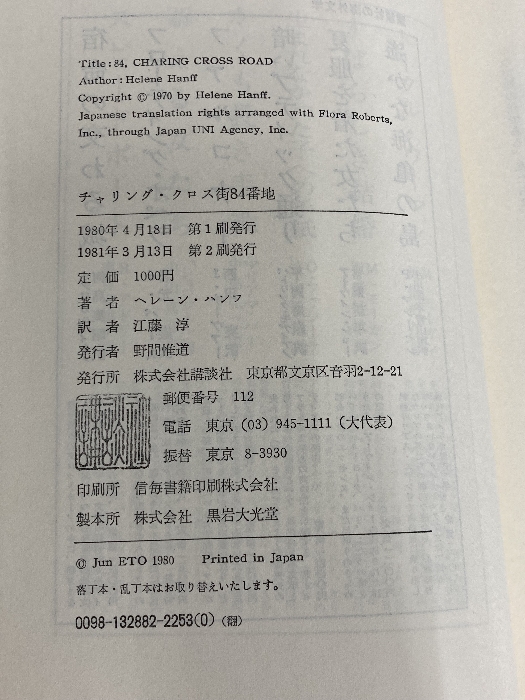 Title : 84, CHARING CROSS ROAD
Author : Helene Hanff
Copyright © 1970 by Helene Hanff.
Japanese translation rights arranged with Flora Roberts,
Inc., through Japan UNI Agency, Inc.
チャリング・クロス街84番地
1980年4月18日 第1刷発行
1981年3月13日 第2刷発行
定価 1000円
著者 ヘレーン・ハンフ
訳者 江藤 淳
発行者 野間惟道
発行所 株式会社講談社 東京都文京区音羽2-12-21
郵便番号 112
電話 東京 (03) 945-1111 (大代表)
振替 東京 8-3930
印刷所 信毎書籍印刷株式会社
製本所 株式会社 黒岩大光堂
© Jun ETO 1980 Printed in Japan
落丁本・乱丁本はお取り替えいたします。
0098-132882-2253(0) (翻)